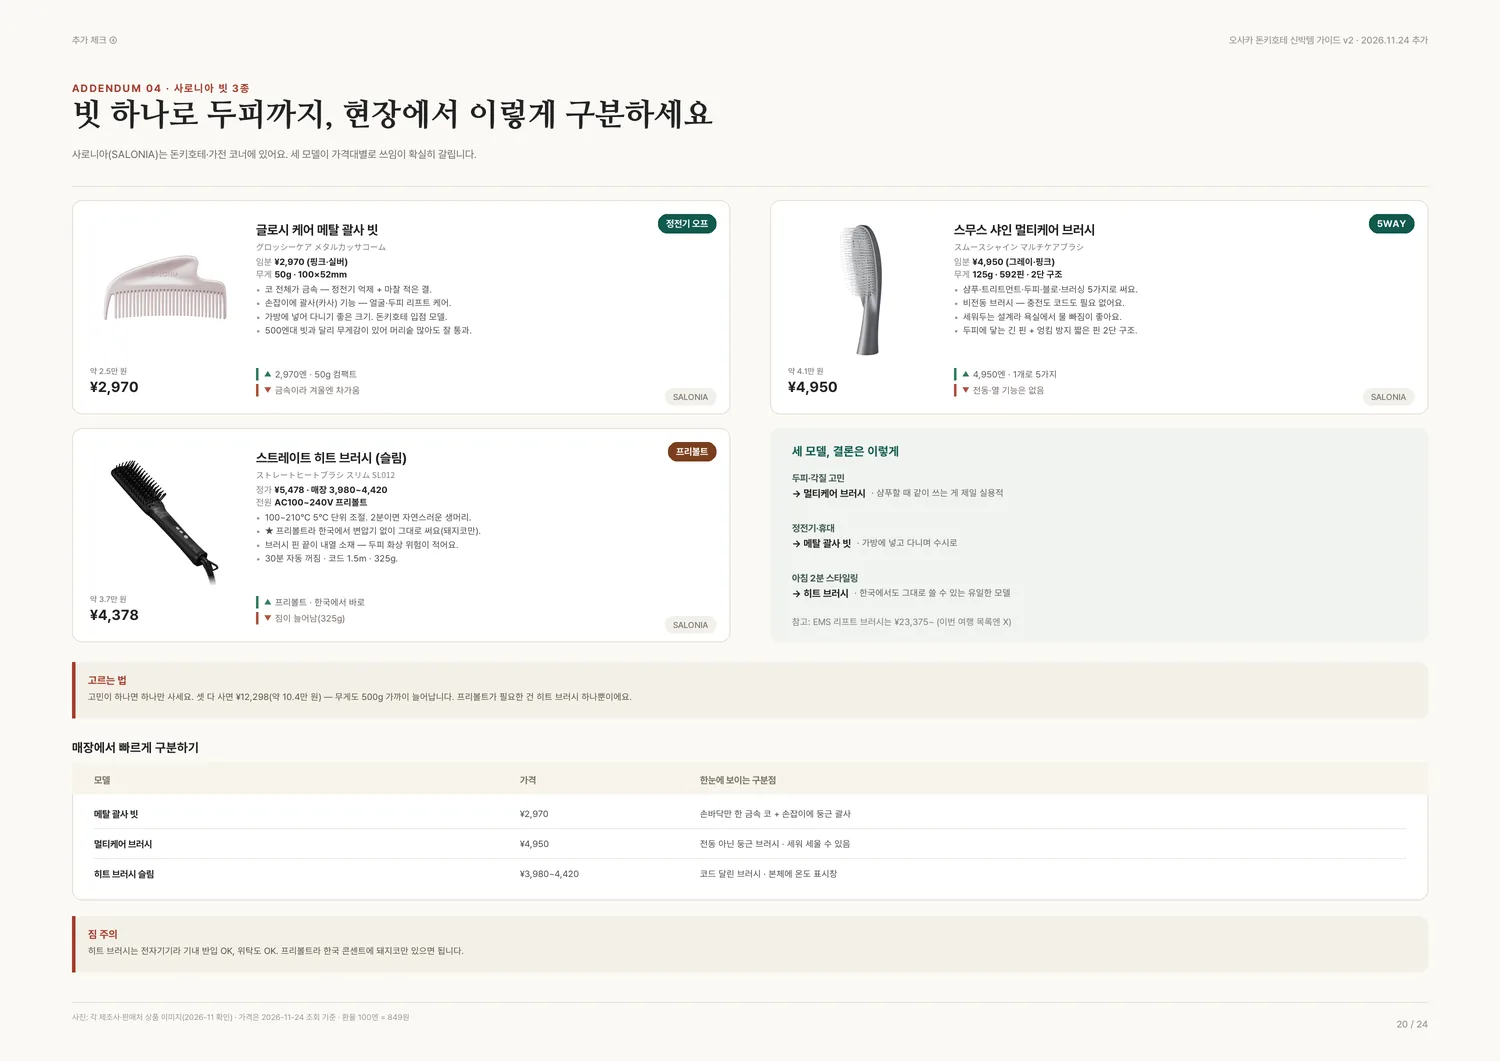 추가 체크 ④
오사카 돈키호테 신박템 가이드 v2 · 2026.11.24 추가
ADDENDUM 04 · 사로니아 빗 3종
빗 하나로 두피까지, 현장에서 이렇게 구분하세요
사로니아(SALONIA)는 돈키호테·가전 코너에 있어요. 세 모델이 가격대별로 쓰임이 확실히 갈립니다.
글로시 케어 메탈 괄사 빗
정전기 오프
グロッシーケア メタルカッサコーム
임분 ¥2,970 (핑크·실버)
무게 50g · 100×52mm
코 전체가 금속 — 정전기 억제 + 마찰 적은 결.
손잡이에 괄사(카사) 기능 — 얼굴·두피 리프트 케어.
가방에 넣어 다니기 좋은 크기. 돈키호테 입점 모델.
500엔대 빗과 달리 무게감이 있어 머리숱 많아도 잘 통과.
약 2.5만 원
¥2,970
▲ 2,970엔 · 50g 컴팩트
▼ 금속이라 겨울엔 차가움
SALONIA
스무스 샤인 멀티케어 브러시
5WAY
スムースシャイン マルチケアブラシ
임분 ¥4,950 (그레이·핑크)
무게 125g · 592핀 · 2단 구조
샴푸·트리트먼트·두피·블로·브러싱 5가지로 써요.
비전동 브러시 — 충전도 코드도 필요 없어요.
세워두는 설계라 욕실에서 물 빠짐이 좋아요.
두피에 닿는 긴 핀 + 엉킴 방지 짧은 핀 2단 구조.
약 4.1만 원
¥4,950
▲ 4,950엔 · 1개로 5가지
▼ 전동·열 기능은 없음
SALONIA
스트레이트 히트 브러시 (슬림)
프리볼트
ストレートヒートブラシ スリム SL012
정가 ¥5,478 · 매장 3,980~4,420
전원 AC100~240V 프리볼트
100~210℃ 5℃ 단위 조절. 2분이면 자연스러운 생머리.
★ 프리볼트라 한국에서 변압기 없이 그대로 써요(돼지코만).
브러시 핀 끝이 내열 소재 — 두피 화상 위험이 적어요.
30분 자동 꺼짐 · 코드 1.5m · 325g.
약 3.7만 원
¥4,378
▲ 프리볼트 · 한국에서 바로
▼ 짐이 늘어남(325g)
SALONIA
세 모델, 결론은 이렇게
두피·각질 고민
→ 멀티케어 브러시 · 샴푸할 때 같이 쓰는 게 제일 실용적
정전기·휴대
→ 메탈 괄사 빗 · 가방에 넣고 다니며 수시로
아침 2분 스타일링
→ 히트 브러시 · 한국에서도 그대로 쓸 수 있는 유일한 모델
참고: EMS 리프트 브러시는 ¥23,375~ (이번 여행 목록엔 X)
고르는 법
고민이 하나면 하나만 사세요. 셋 다 사면 ¥12,298(약 10.4만 원) — 무게도 500g 가까이 늘어납니다. 프리볼트가 필요한 건 히트 브러시 하나뿐이에요.
매장에서 빠르게 구분하기
모델 가격 한눈에 보이는 구분점
메탈 괄사 빗 ¥2,970 손바닥만 한 금속 코 + 손잡이에 둥근 괄사
멀티케어 브러시 ¥4,950 전동 아닌 둥근 브러시 · 세워 세울 수 있음
히트 브러시 슬림 ¥3,980~4,420 코드 달린 브러시 · 본체에 온도 표시창
짐 주의
히트 브러시는 전자기기라 기내 반입 OK, 위탁도 OK. 프리볼트라 한국 콘센트에 돼지코만 있으면 됩니다.
사진: 각 제조사·판매처 상품 이미지(2026-11 확인) · 가격은 2026-11-24 조회 기준 · 환율 100엔 = 849원
20 / 24